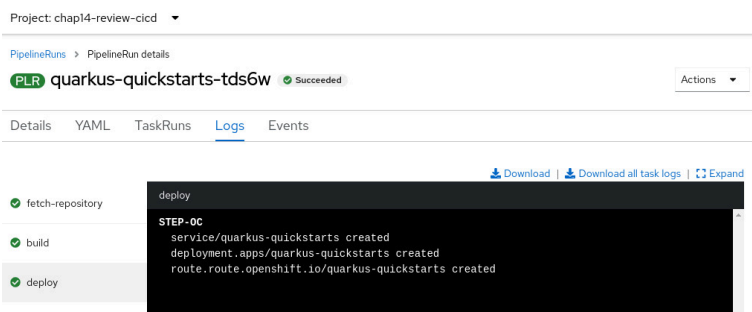 Project: chap14-review-cicd
PipelineRuns > PipelineRun details
PLR quarkus-quickstarts-tds6w Succeeded
Actions
Details YAML TaskRuns Logs Events
Download | Download all task logs | Expand
fetch-repository
build
deploy
deploy
STEP-OC
service/quarkus-quickstarts created
deployment.apps/quarkus-quickstarts created
route.route.openshift.io/quarkus-quickstarts created